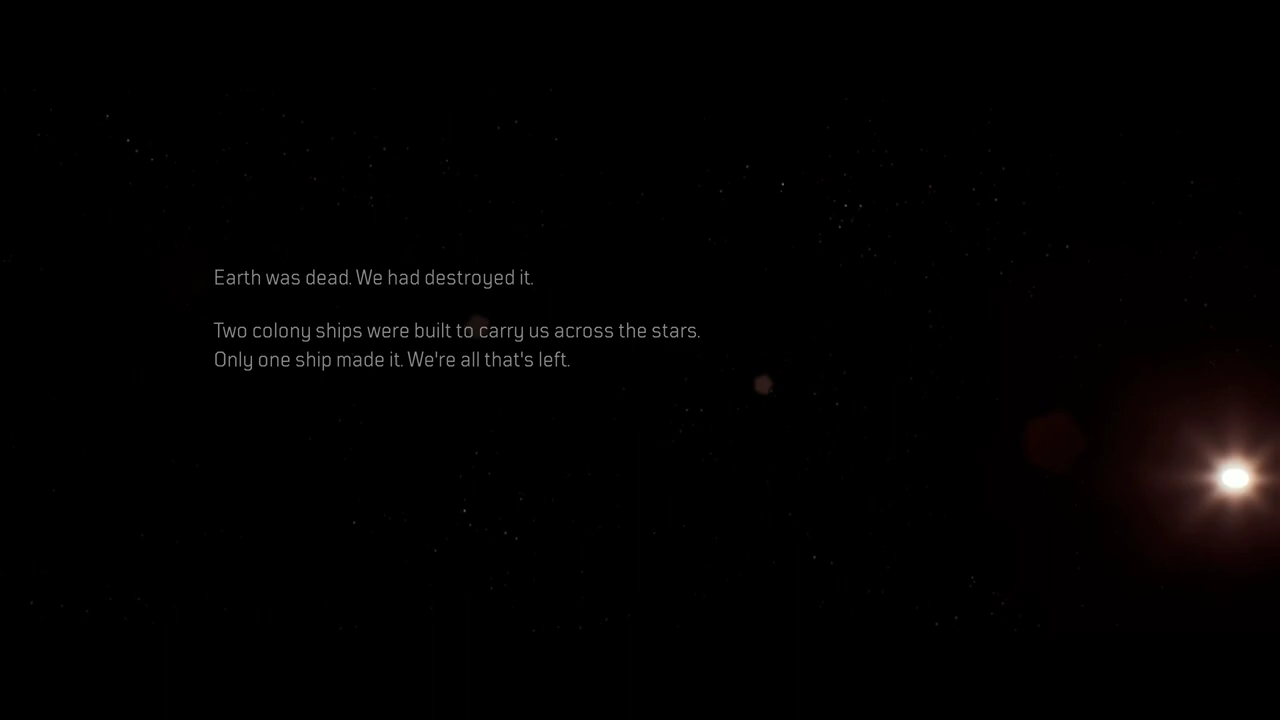 Earth was dead. We had destroyed it.
Two colony ships were built to carry us across the stars.
Only one ship made it. We're all that's left.